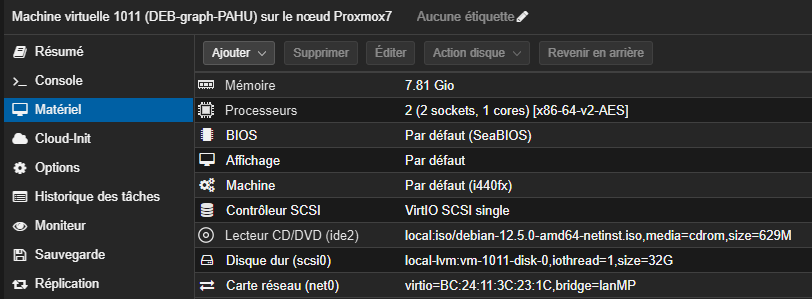 Machine virtuelle 1011 (DEB-graph-PAHU) sur le nœud Proxmox7 Aucune étiquette
Résumé
Console
Matériel
Cloud-Init
Options
Historique des tâches
Moniteur
Sauvegarde
Réplication
Ajouter Supprimer Éditer Action disque Revenir en arrière
Mémoire 7.81 Gio
Processeurs 2 (2 sockets, 1 cores) [x86-64-v2-AES]
BIOS Par défaut (SeaBIOS)
Affichage Par défaut
Machine Par défaut (i440fx)
Contrôleur SCSI VirtIO SCSI single
Lecteur CD/DVD (ide2) local:iso/debian-12.5.0-amd64-netinst.iso,media=cdrom,size=629M
Disque dur (scsi0) local-lvm:vm-1011-disk-0,iothread=1,size=32G
Carte réseau (net0) virtio=BC:24:11:3C:23:1C,bridge=lanMP